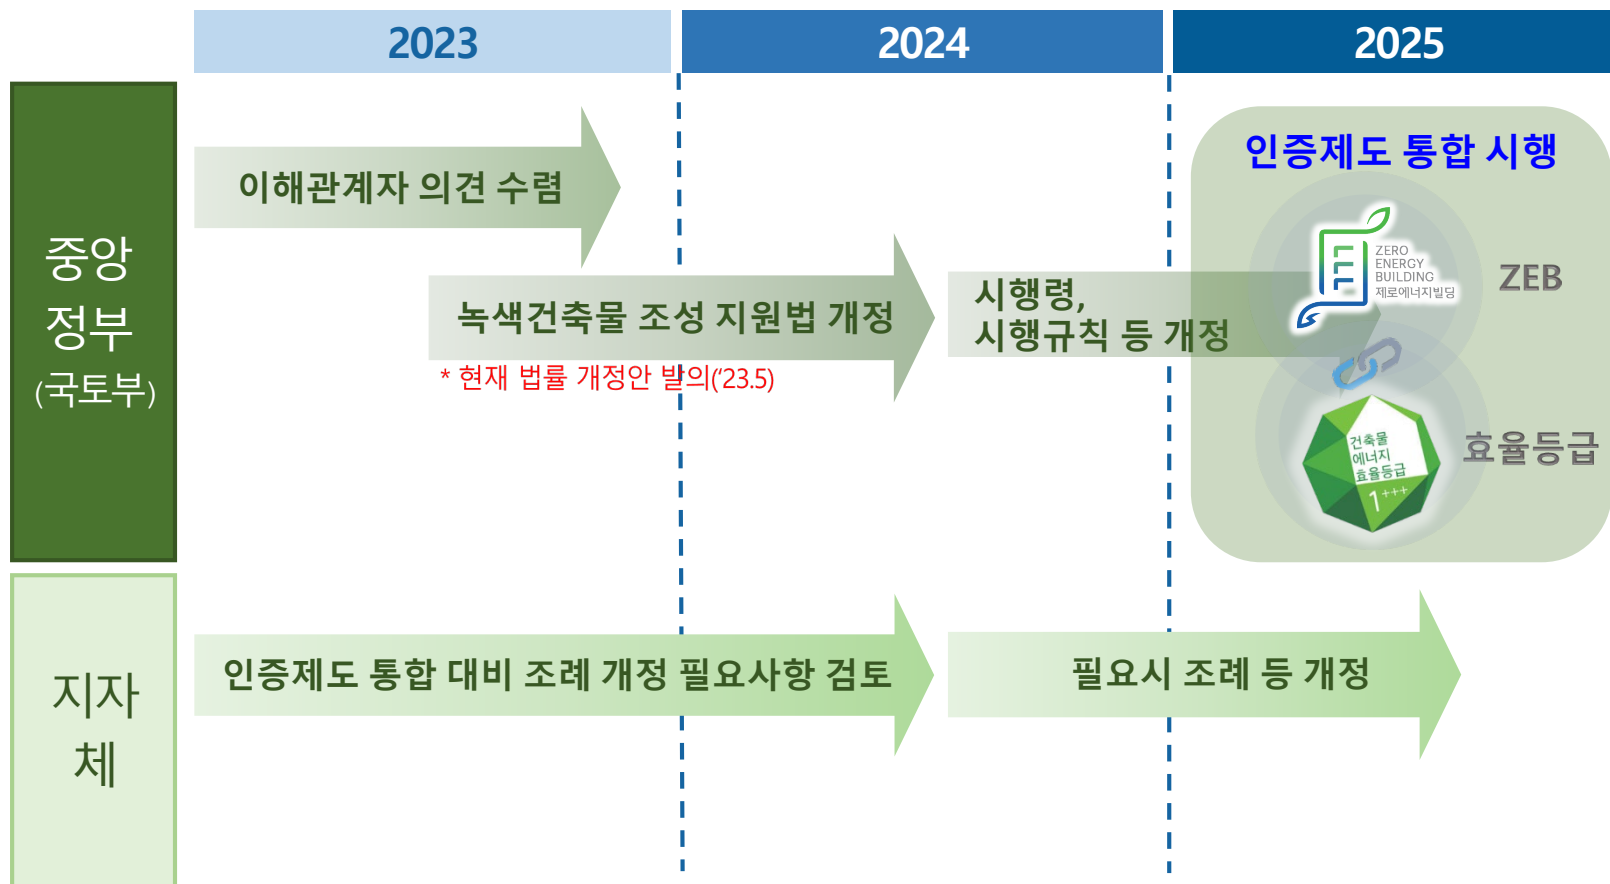 2023
2024
2025
중앙
정부
(국토부)
이해관계자 의견 수렴
녹색건축물 조성 지원법 개정
* 현재 법률 개정안 발의(‘23.5)
시행령,
시행규칙 등 개정
인증제도 통합 시행
ZERO
ENERGY
BUILDING
제로에너지빌딩
ZEB
건축물
에너지
효율등급
1+++
효율등급
지자
체
인증제도 통합 대비 조례 개정 필요사항 검토
필요시 조례 등 개정